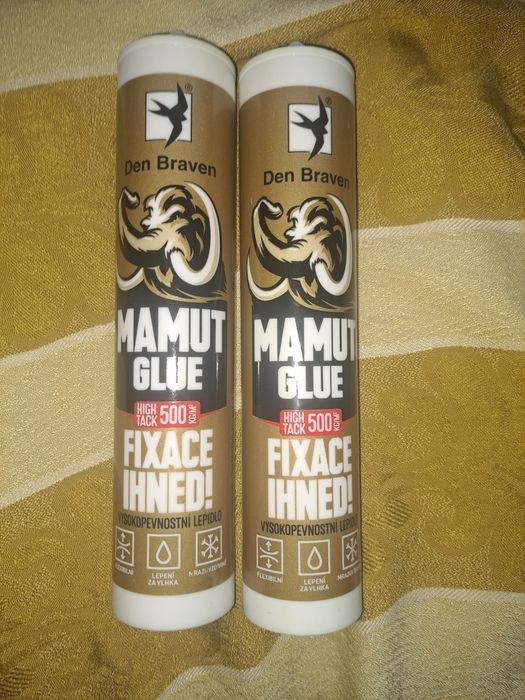 ®
Den Braven
MAMUT
GLUE
HIGH
TACK 500 KG/M²
FIXACE
IHNED!
VYSOKOPEVNOSTNÍ LEPIDLO
FLEXIBILNÍ
LEPENÍ
ZA VLHKA
MRAZUVZDORNÉ
®
Den Braven
MAMUT
GLUE
HIGH
TACK 500 KG/M²
FIXACE
IHNED!
VYSOKOPEVNOSTNÍ LEPIDLO
FLEXIBILNÍ
LEPENÍ
ZA VLHKA